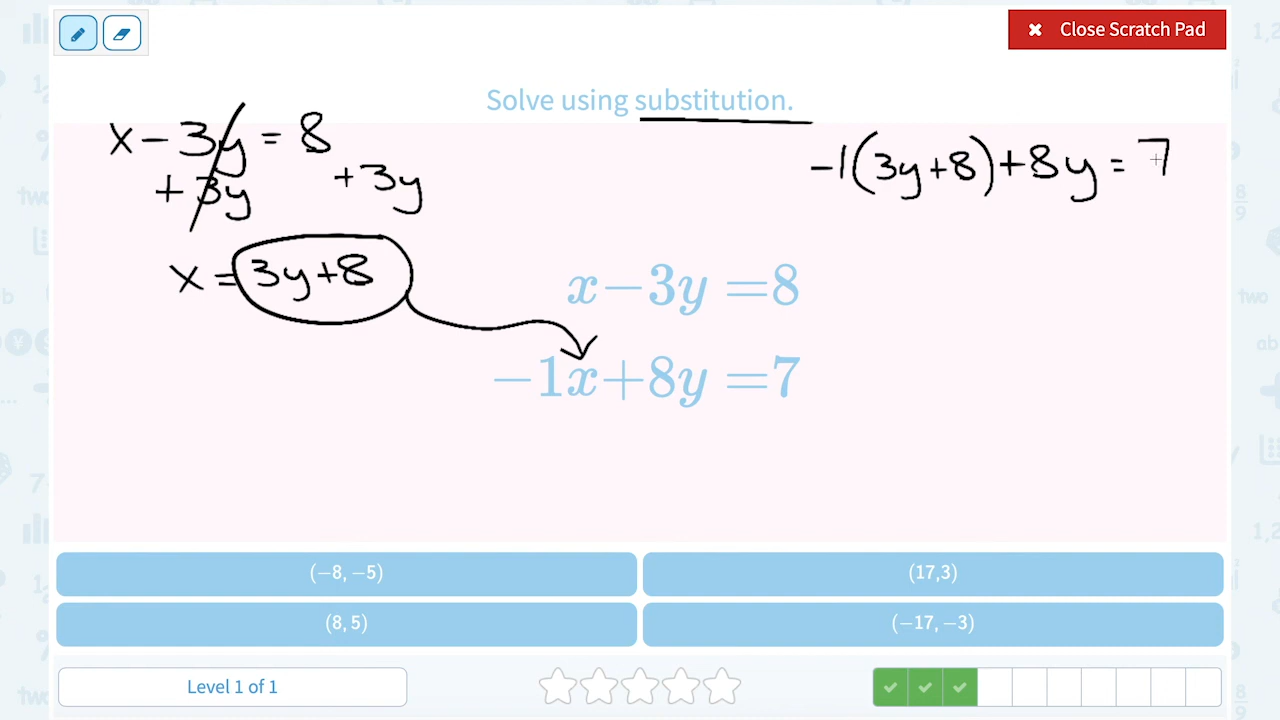 Close Scratch Pad
Solve using substitution.
x - 3y = 8
+ 3y +3y
x = 3y+8
-1(3y+8)+8y = 7
x−3y =8
−1x+8y =7
(−8, −5)
(17,3)
(8, 5)
(−17, −3)
Level 1 of 1